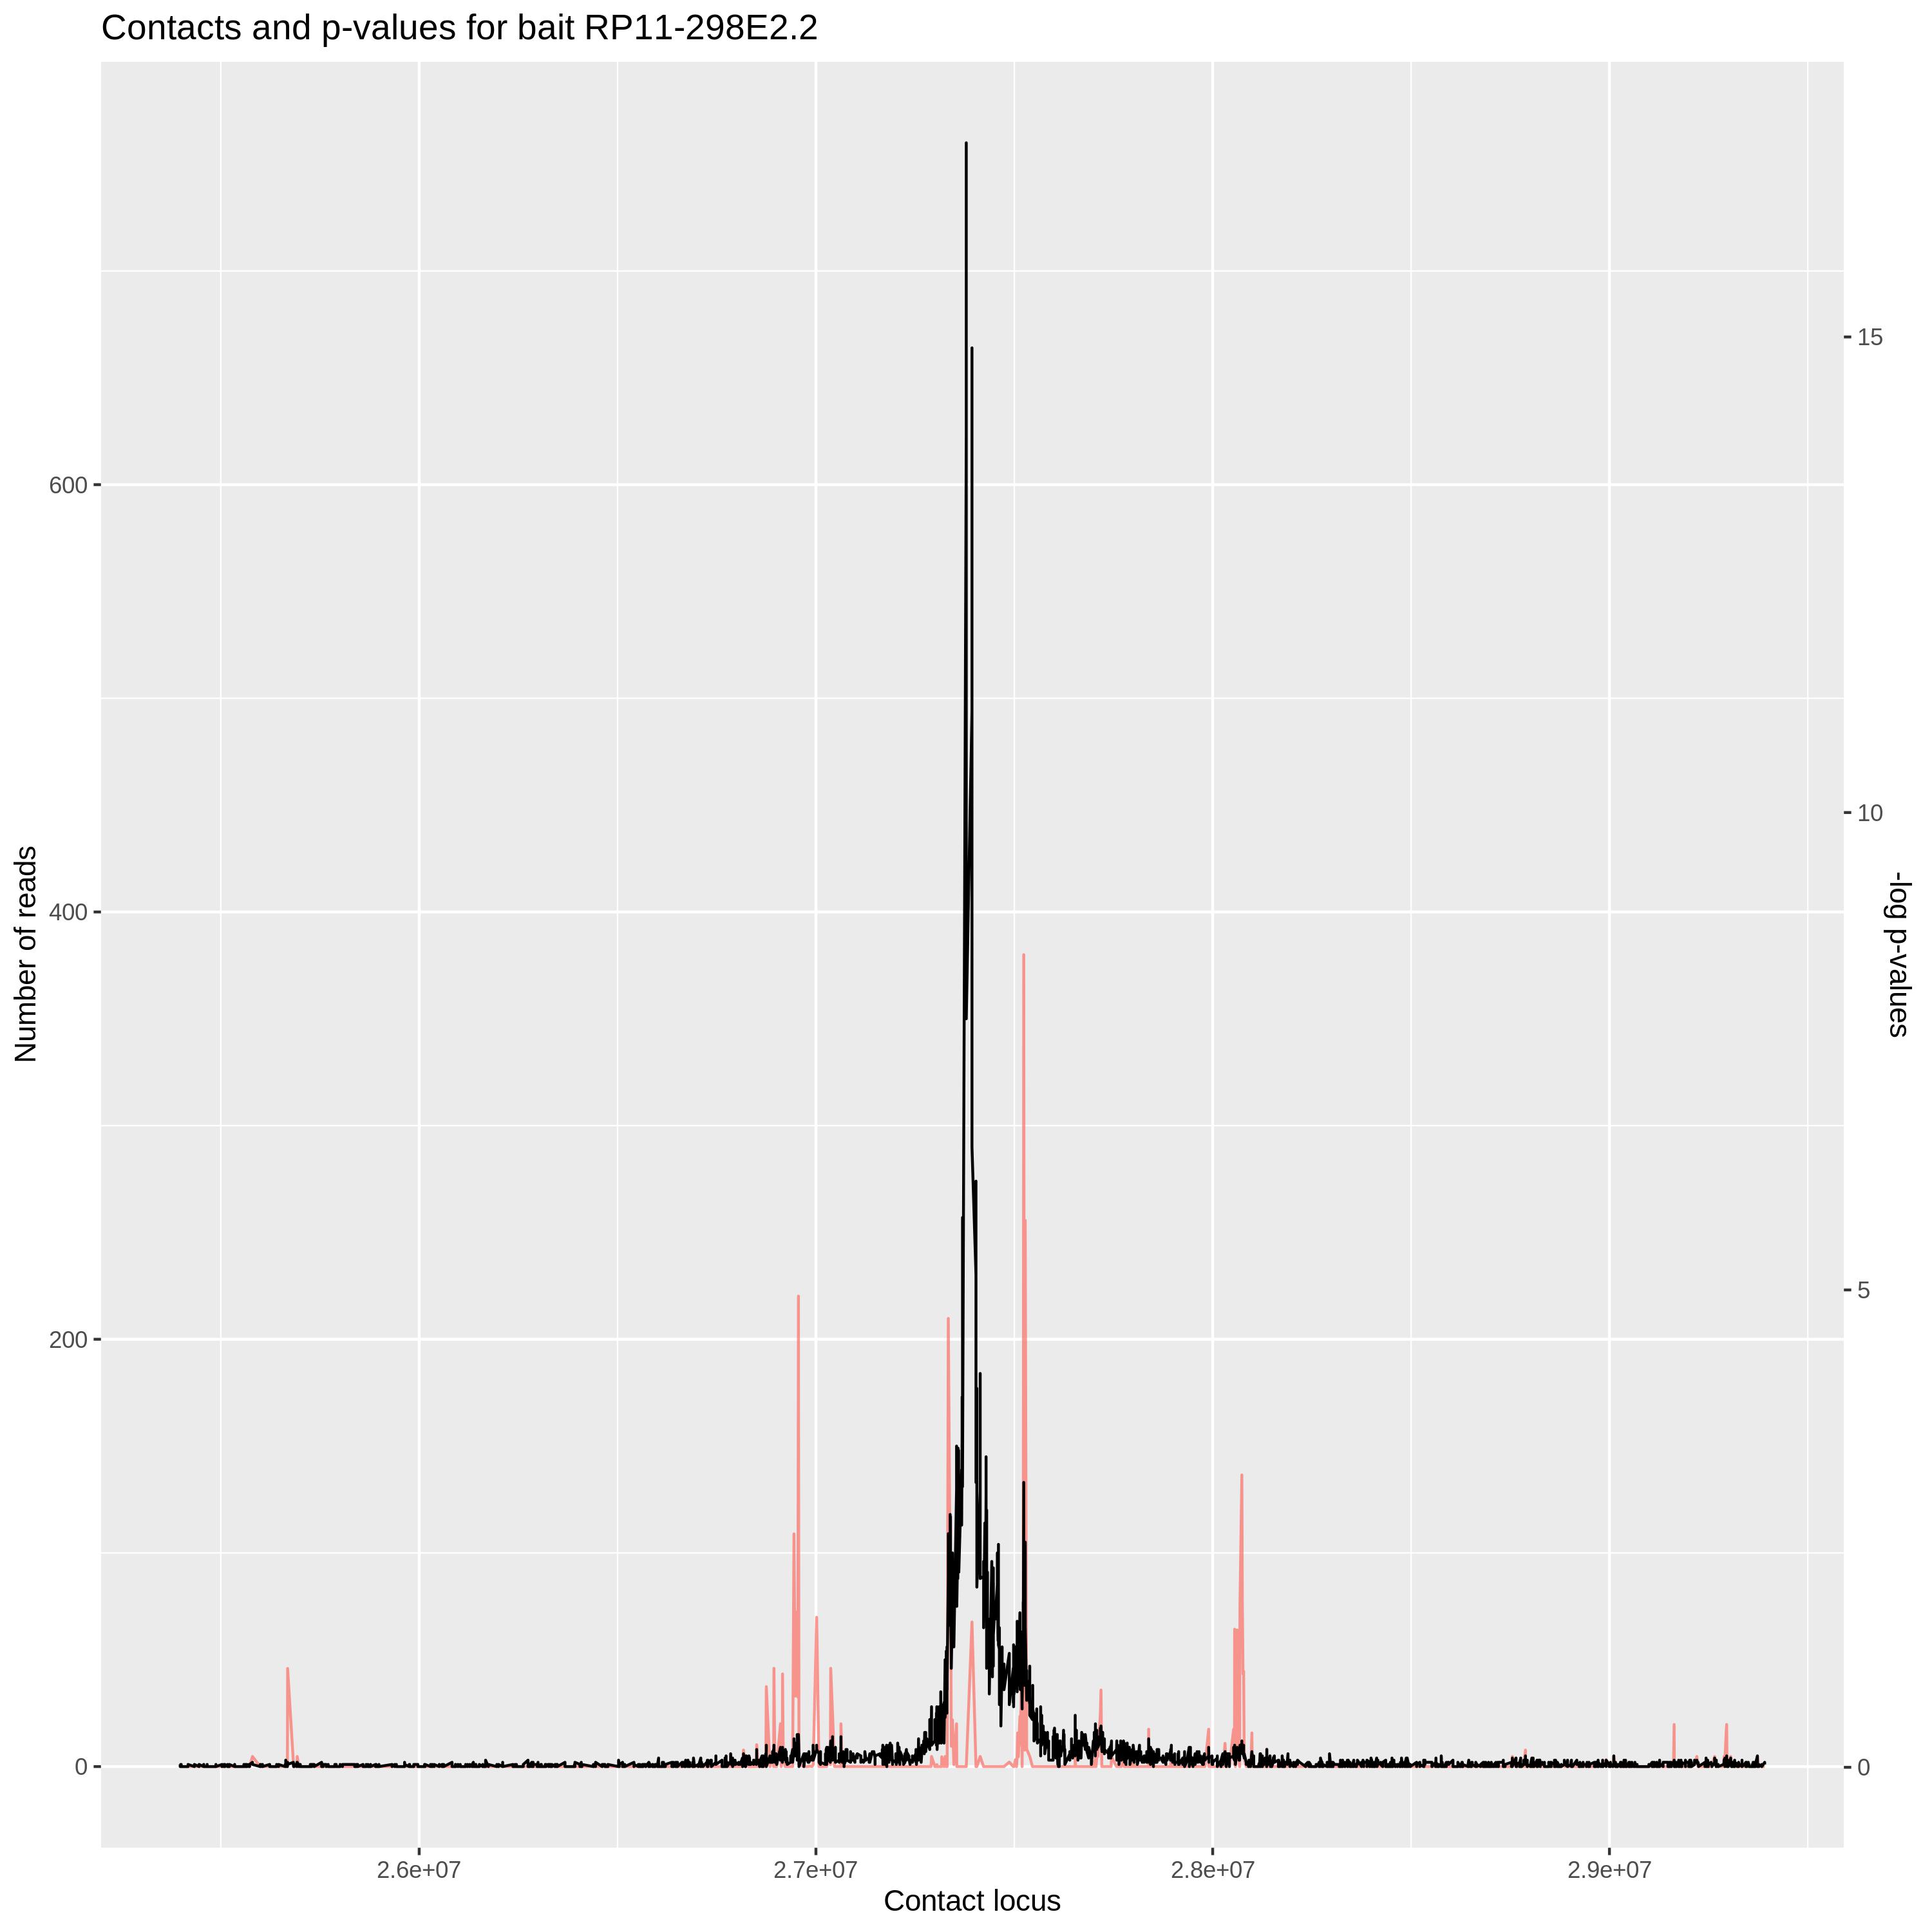 Contacts and p-values for bait RP11-298E2.2
600
400
200
0
15
10
5
0
Number of reads
-log p-values
2.6e+07
2.7e+07
2.8e+07
2.9e+07
Contact locus